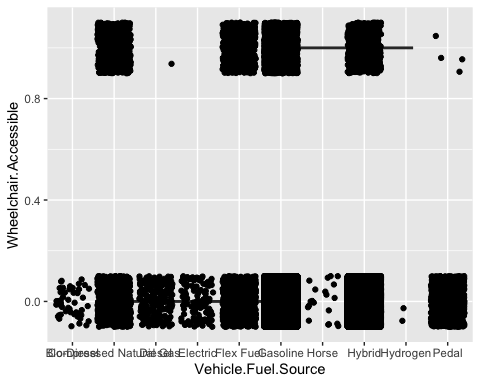 Wheelchair.Accessible
0.8
0.4
0.0
Compressed Natural Gas Diesel Electric Flex Fuel Gasoline Horse Hybrid Hydrogen Pedal
Vehicle.Fuel.Source